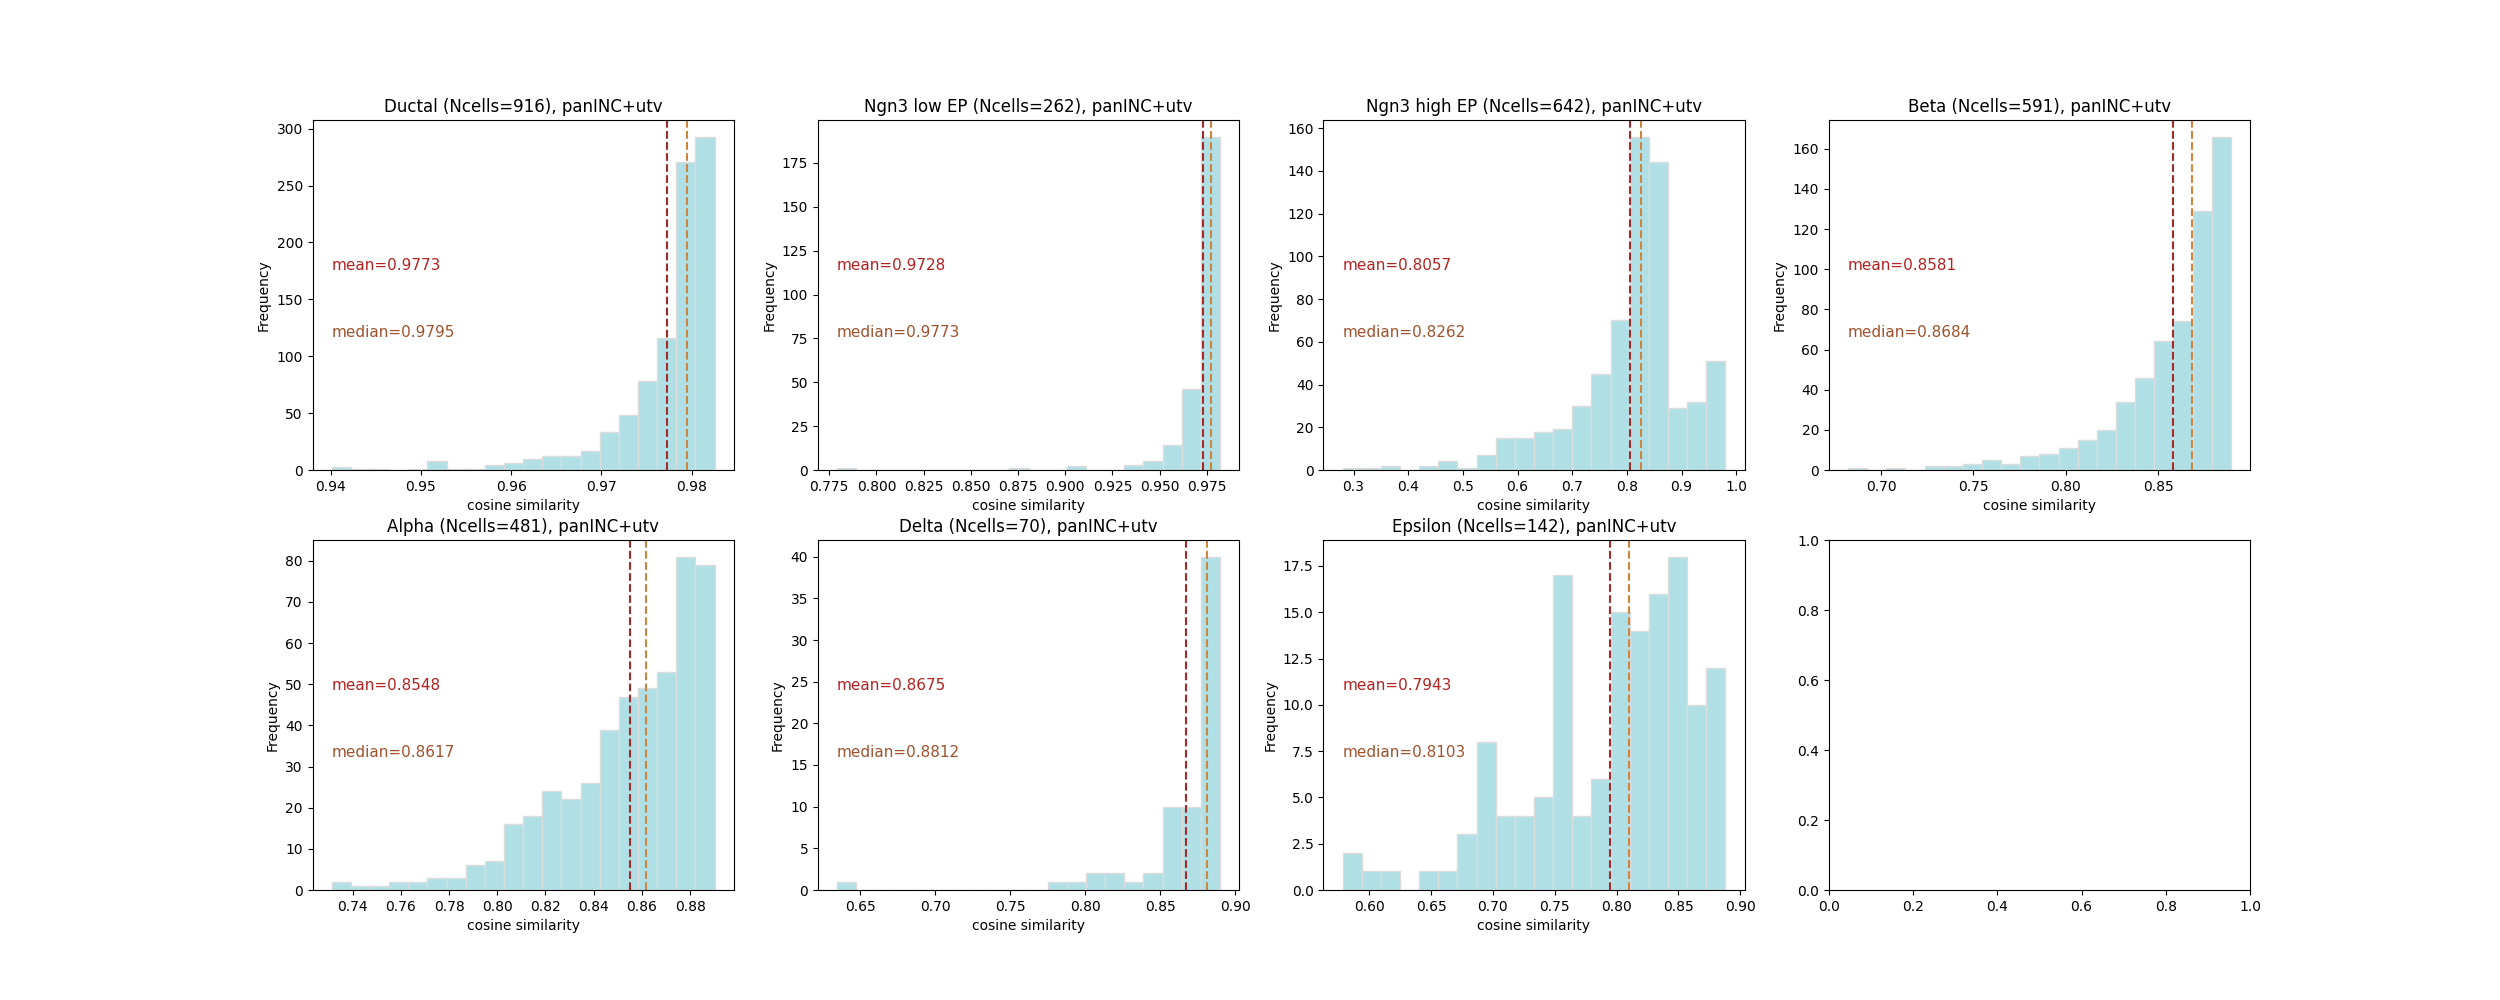 Ductal (Ncells=916), panINC+utv
300
250
200
150
100
50
0
Frequency
mean=0.9773
median=0.9795
0.94 0.95 0.96 0.97 0.98
cosine similarity
Ngn3 low EP (Ncells=262), panINC+utv
175
150
125
100
75
50
25
0
Frequency
mean=0.9728
median=0.9773
0.775 0.800 0.825 0.850 0.875 0.900 0.925 0.950 0.975
cosine similarity
Ngn3 high EP (Ncells=642), panINC+utv
160
140
120
100
80
60
40
20
0
Frequency
mean=0.8057
median=0.8262
0.3 0.4 0.5 0.6 0.7 0.8 0.9 1.0
cosine similarity
Beta (Ncells=591), panINC+utv
160
140
120
100
80
60
40
20
0
Frequency
mean=0.8581
median=0.8684
0.70 0.75 0.80 0.85
cosine similarity
Alpha (Ncells=481), panINC+utv
80
70
60
50
40
30
20
10
0
Frequency
mean=0.8548
median=0.8617
0.74 0.76 0.78 0.80 0.82 0.84 0.86 0.88
cosine similarity
Delta (Ncells=70), panINC+utv
40
35
30
25
20
15
10
5
0
Frequency
mean=0.8675
median=0.8812
0.65 0.70 0.75 0.80 0.85 0.90
cosine similarity
Epsilon (Ncells=142), panINC+utv
17.5
15.0
12.5
10.0
7.5
5.0
2.5
0.0
Frequency
mean=0.7943
median=0.8103
0.60 0.65 0.70 0.75 0.80 0.85 0.90
cosine similarity
1.0
0.8
0.6
0.4
0.2
0.0
0.0 0.2 0.4 0.6 0.8 1.0